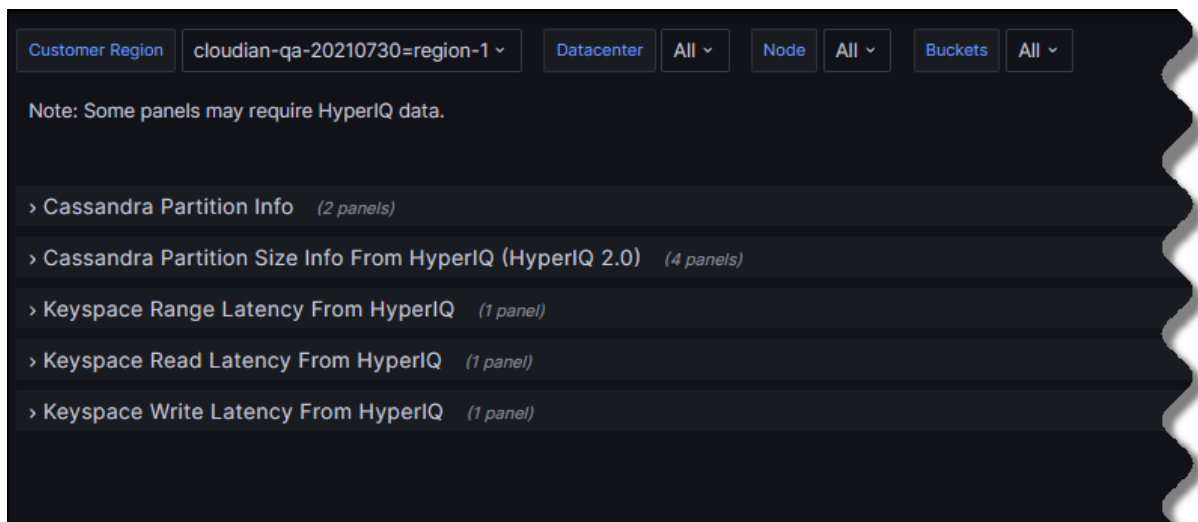 Customer Region cloudian-qa-20210730=region-1 Datacenter All Node All Buckets All
Note: Some panels may require HyperIQ data.
Cassandra Partition Info (2 panels)
Cassandra Partition Size Info From HyperIQ (HyperIQ 2.0) (4 panels)
Keyspace Range Latency From HyperIQ (1 panel)
Keyspace Read Latency From HyperIQ (1 panel)
Keyspace Write Latency From HyperIQ (1 panel)